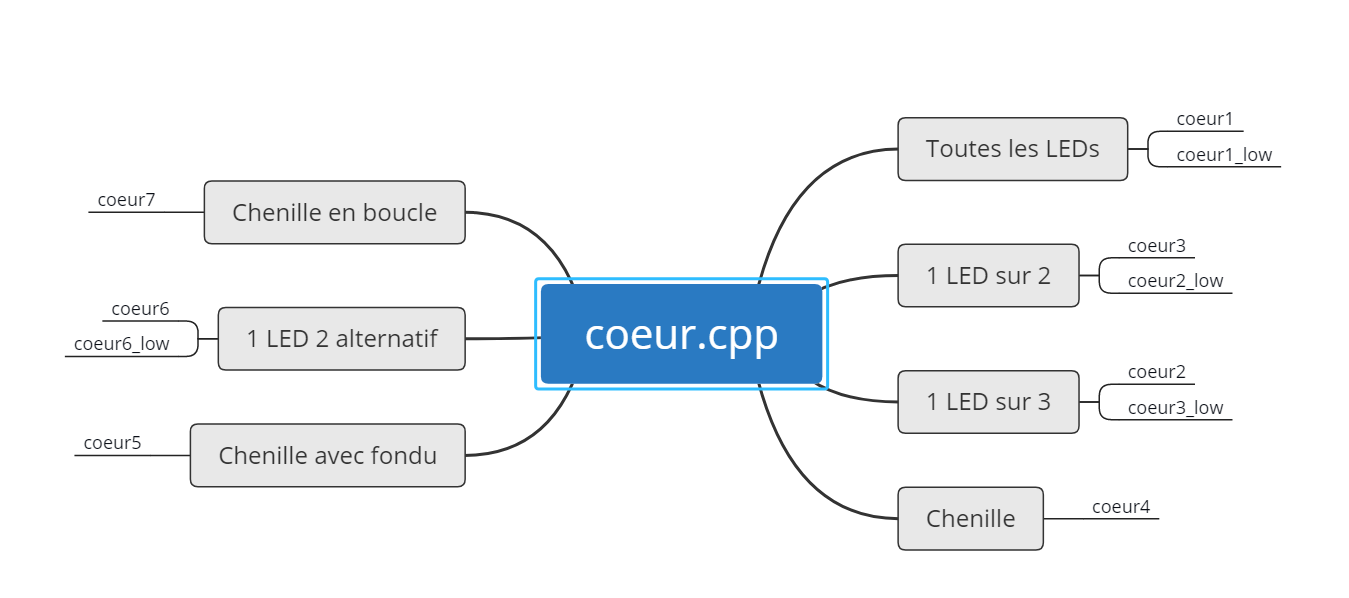 coeur.cpp
Toutes les LEDs
coeur1
coeur1_low
1 LED sur 2
coeur3
coeur2_low
1 LED sur 3
coeur2
coeur3_low
Chenille
coeur4
Chenille en boucle
coeur7
1 LED 2 alternatif
coeur6
coeur6_low
Chenille avec fondu
coeur5